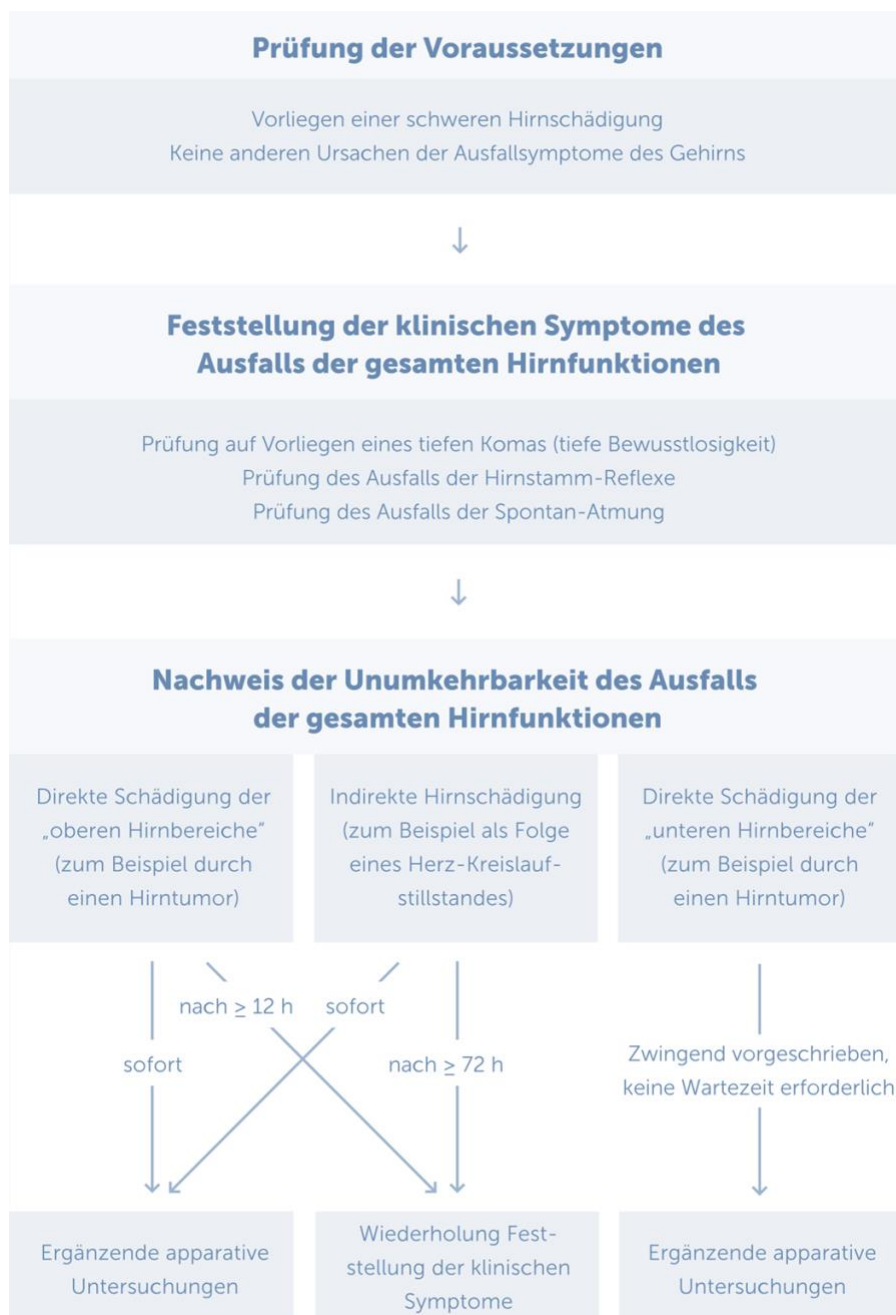 Prüfung der Voraussetzungen
Vorliegen einer schweren Hirnschädigung
Keine anderen Ursachen der Ausfallsymptome des Gehirns
↓
Feststellung der klinischen Symptome des
Ausfalls der gesamten Hirnfunktionen
Prüfung auf Vorliegen eines tiefen Komas (tiefe Bewusstlosigkeit)
Prüfung des Ausfalls der Hirnstamm-Reflexe
Prüfung des Ausfalls der Spontan-Atmung
↓
Nachweis der Unumkehrbarkeit des Ausfalls
der gesamten Hirnfunktionen
Direkte Schädigung der
„oberen Hirnbereiche“
(zum Beispiel durch
einen Hirntumor)
Indirekte Hirnschädigung
(zum Beispiel als Folge
eines Herz-Kreislauf-
stillstandes)
Direkte Schädigung der
„unteren Hirnbereiche“
(zum Beispiel durch
einen Hirntumor)
nach ≥ 12 h
sofort
sofort
nach ≥ 72 h
Zwingend vorgeschrieben,
keine Wartezeit erforderlich
Ergänzende apparative
Untersuchungen
Wiederholung Fest-
stellung der klinischen
Symptome
Ergänzende apparative
Untersuchungen